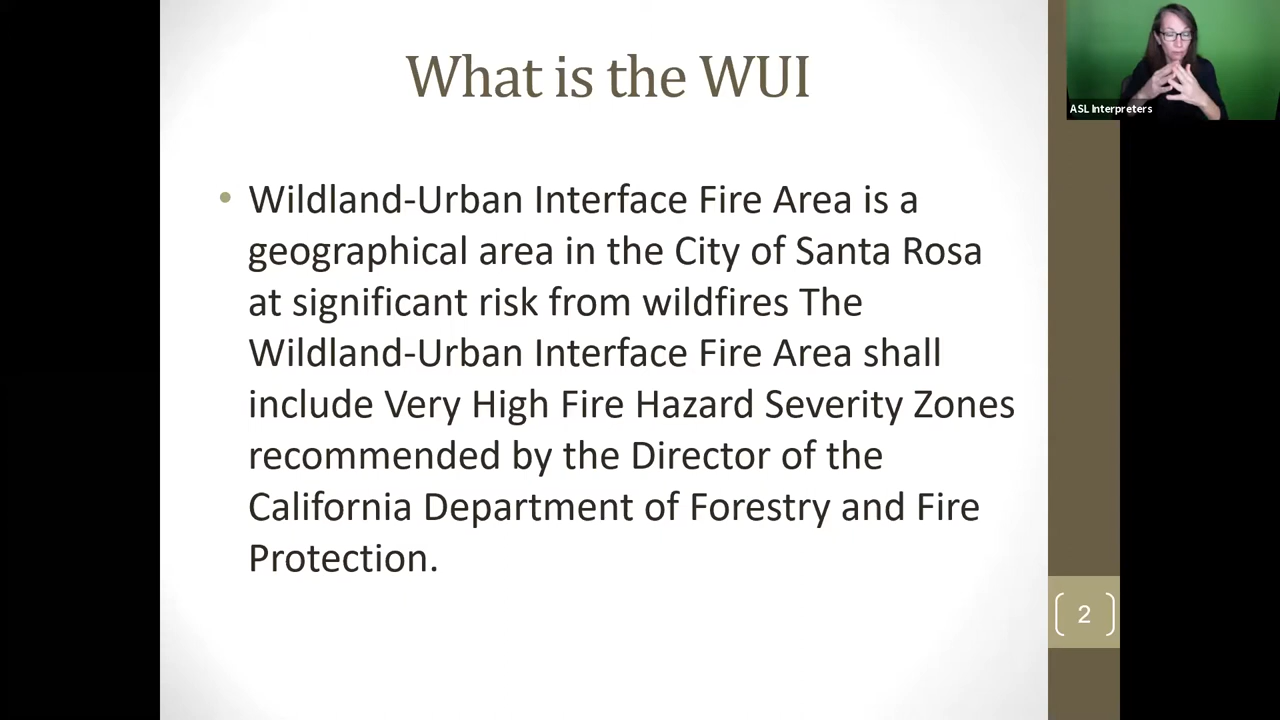 What is the WUI
ASL Interpreters
• Wildland-Urban Interface Fire Area is a
geographical area in the City of Santa Rosa
at significant risk from wildfires The
Wildland-Urban Interface Fire Area shall
include Very High Fire Hazard Severity Zones
recommended by the Director of the
California Department of Forestry and Fire
Protection.
2